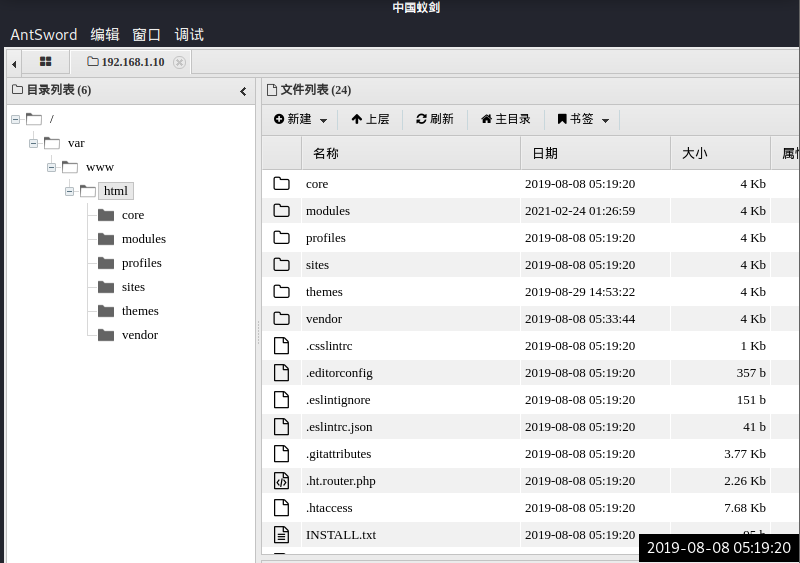 中国蚁剑
AntSword 编辑 窗口 调试
192.168.1.10
目录列表 (6)
/
var
www
html
core
modules
profiles
sites
themes
vendor
文件列表 (24)
新建 上层 刷新 主目录 书签
名称 日期 大小
core 2019-08-08 05:19:20 4 Kb
modules 2021-02-24 01:26:59 4 Kb
profiles 2019-08-08 05:19:20 4 Kb
sites 2019-08-08 05:19:20 4 Kb
themes 2019-08-29 14:53:22 4 Kb
vendor 2019-08-08 05:33:44 4 Kb
.csslintrc 2019-08-08 05:19:20 1 Kb
.editorconfig 2019-08-08 05:19:20 357 b
.eslintignore 2019-08-08 05:19:20 151 b
.eslintrc.json 2019-08-08 05:19:20 41 b
.gitattributes 2019-08-08 05:19:20 3.77 Kb
.ht.router.php 2019-08-08 05:19:20 2.26 Kb
.htaccess 2019-08-08 05:19:20 7.68 Kb
INSTALL.txt 2019-08-08 05:19:20
2019-08-08 05:19:20